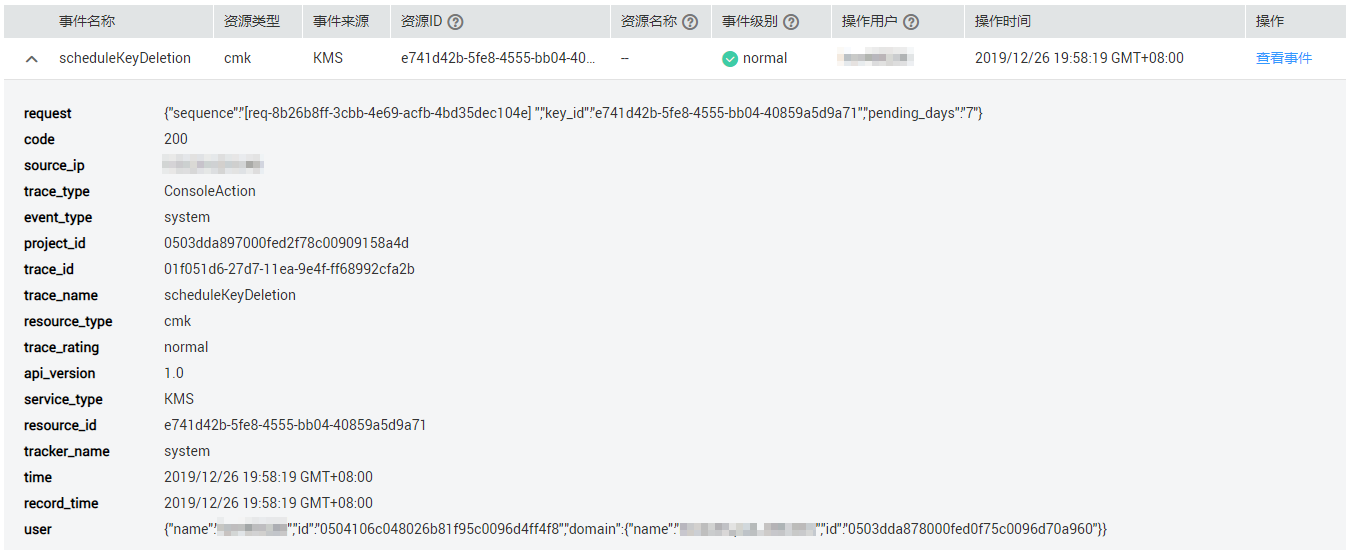 事件名称 资源类型 事件来源 资源ID ? 资源名称 ? 事件级别 ? 操作用户 ? 操作时间 操作
scheduleKeyDeletion cmk KMS e741d42b-5fe8-4555-bb04-40... -- normal 2019/12/26 19:58:19 GMT+08:00 查看事件
request {"sequence":"[req-8b26b8ff-3cbb-4e69-acfb-4bd35dec104e] ","key_id":"e741d42b-5fe8-4555-bb04-40859a5d9a71","pending_days":"7"}
code 200
source_ip
trace_type ConsoleAction
event_type system
project_id 0503dda897000fed2f78c00909158a4d
trace_id 01f051d6-27d7-11ea-9e4f-ff68992cfa2b
trace_name scheduleKeyDeletion
resource_type cmk
trace_rating normal
api_version 1.0
service_type KMS
resource_id e741d42b-5fe8-4555-bb04-40859a5d9a71
tracker_name system
time 2019/12/26 19:58:19 GMT+08:00
record_time 2019/12/26 19:58:19 GMT+08:00
user {"name":"","id":"0504106c048026b81f95c0096d4ff4f8","domain":{"name":"","id":"0503dda878000fed0f75c0096d70a960"}}